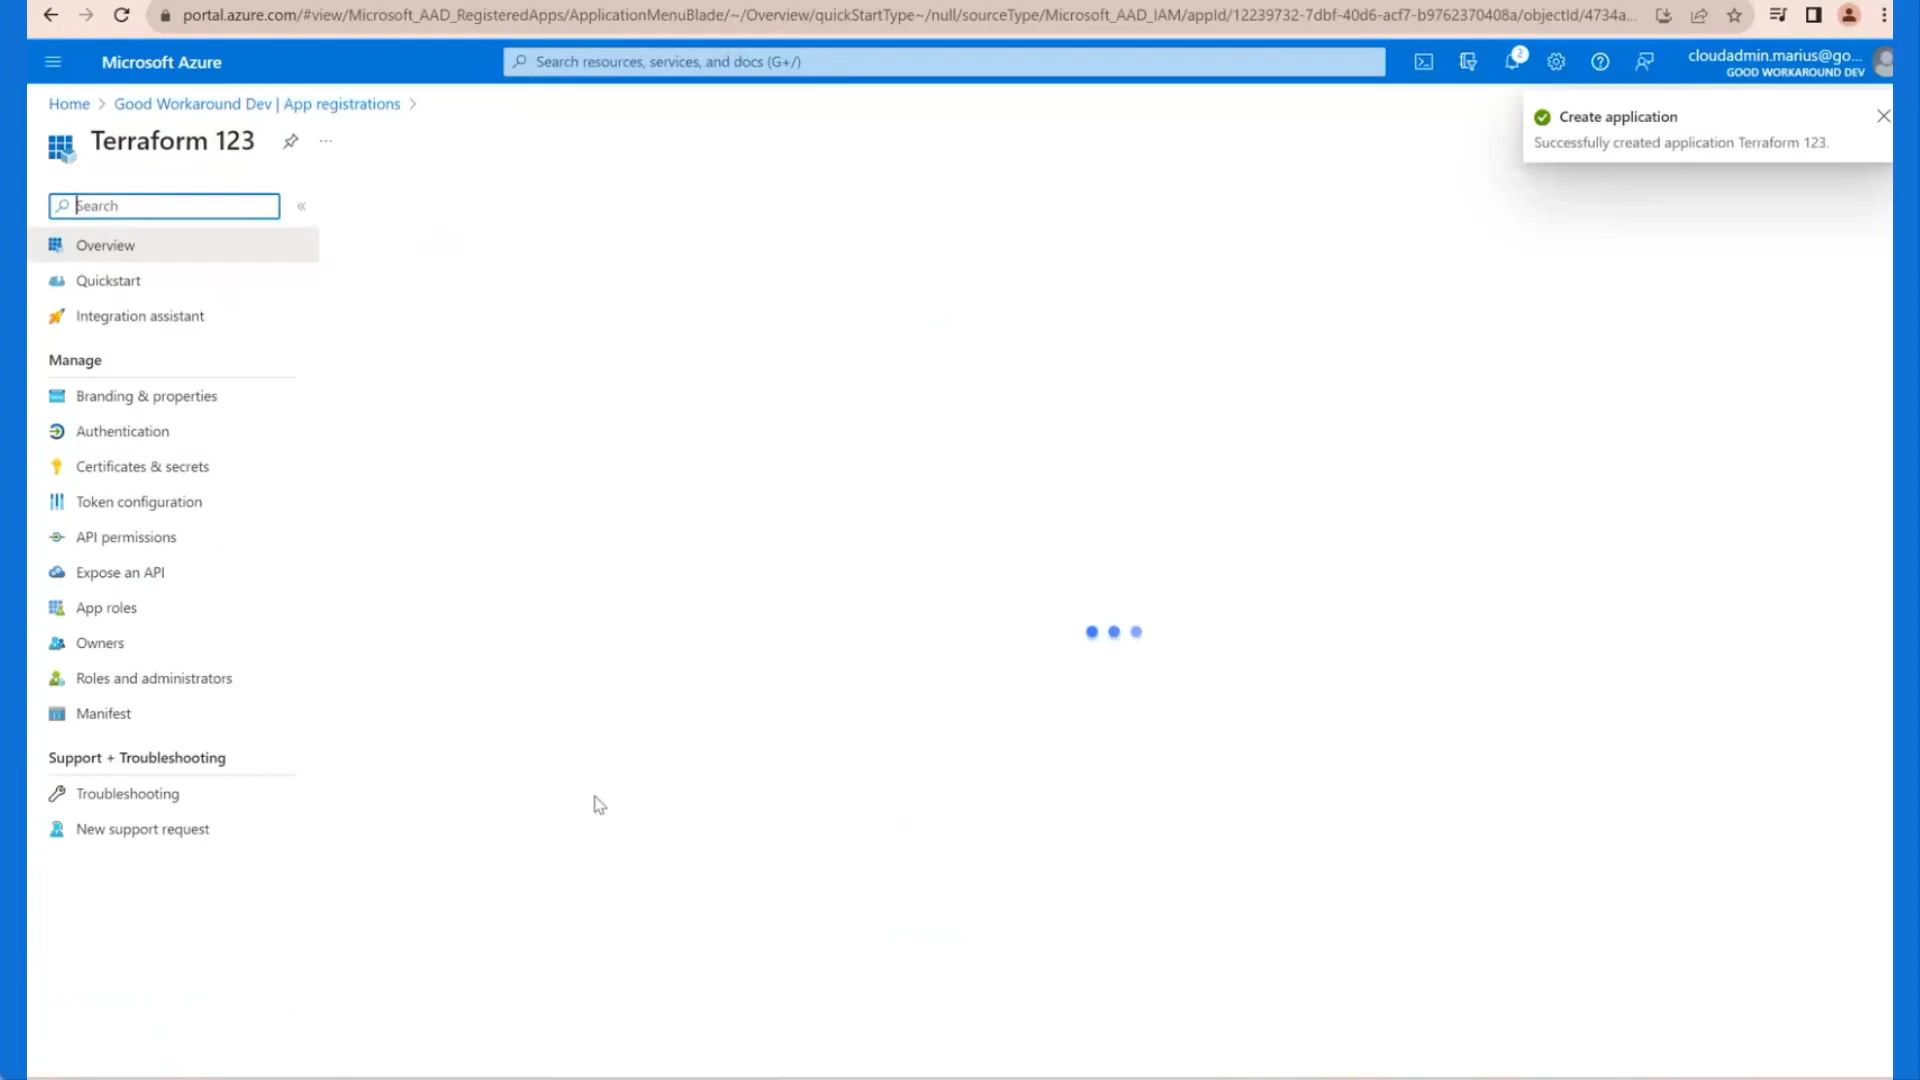 portal.azure.com/#view/Microsoft_AAD_RegisteredApps/ApplicationMenuBlade/~/Overview/quickStartType~/null/sourceType/Microsoft_AAD_IAM/appId/12239732-7dbf-40d6-acf7-b9762370408a/objectId/4734a...
Microsoft Azure
Search resources, services, and docs (G+/)
2
cloudadmin.marius@go...
GOOD WORKAROUND DEV
Home > Good Workaround Dev | App registrations >
Terraform 123
...
Create application
Successfully created application Terraform 123.
Search
«
Overview
Quickstart
Integration assistant
Manage
Branding & properties
Authentication
Certificates & secrets
Token configuration
API permissions
Expose an API
App roles
Owners
Roles and administrators
Manifest
Support + Troubleshooting
Troubleshooting
New support request